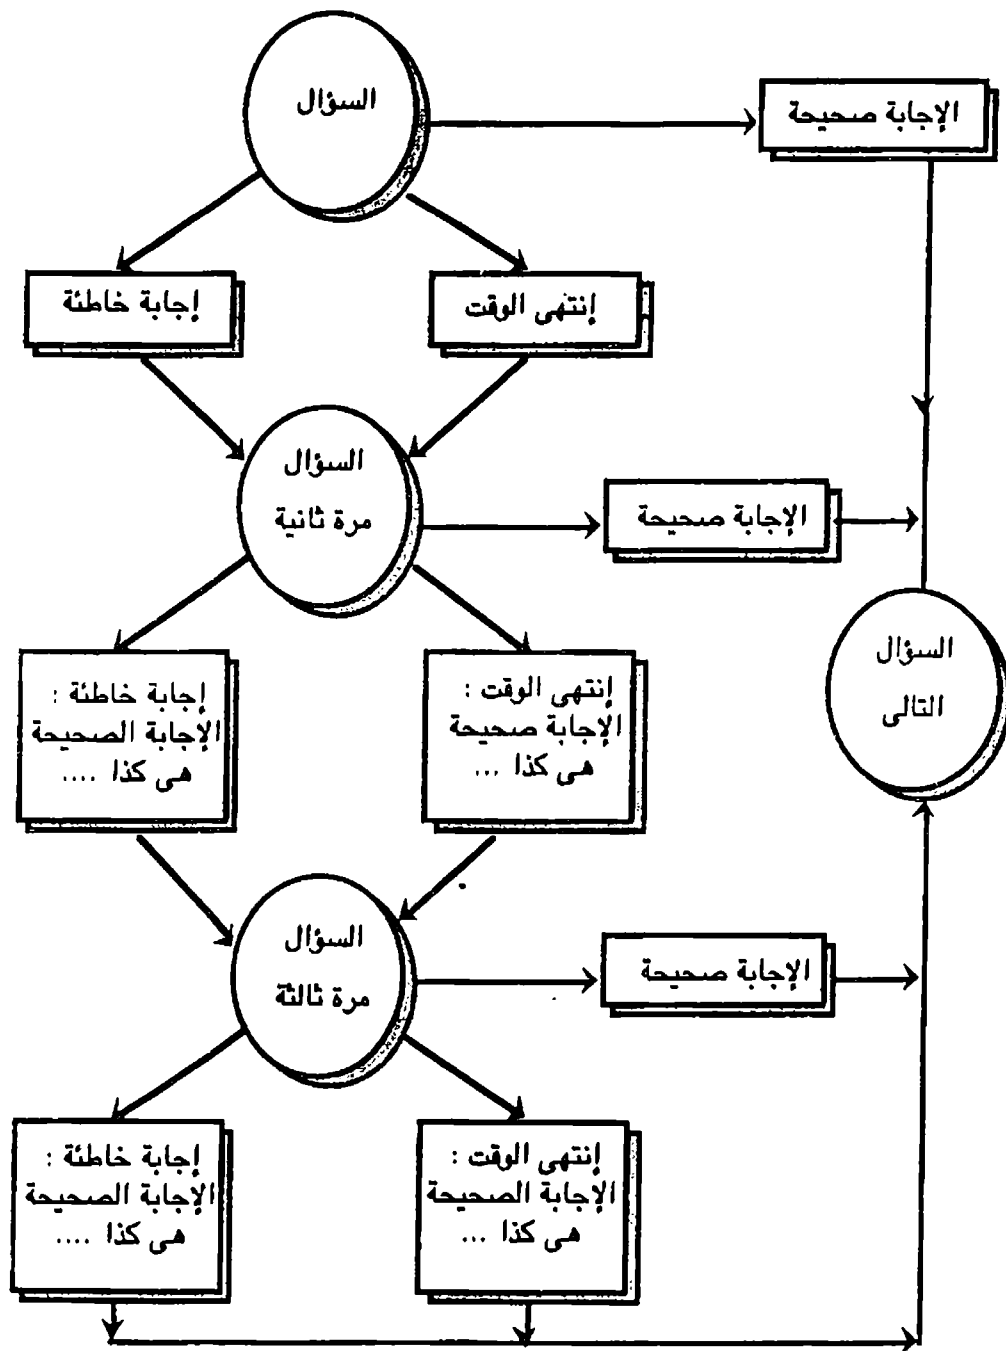 السؤال
الإجابة صحيحة
إنتهى الوقت
إجابة خاطئة
السؤال
مرة ثانية
الإجابة صحيحة
السؤال
التالى
إنتهى الوقت :
الإجابة صحيحة
هى كذا ...
إجابة خاطئة :
الإجابة الصحيحة
هى كذا ....
السؤال
مرة ثالثة
الإجابة صحيحة
إنتهى الوقت :
الإجابة الصحيحة
هى كذا ...
إجابة خاطئة :
الإجابة الصحيحة
هى كذا ....